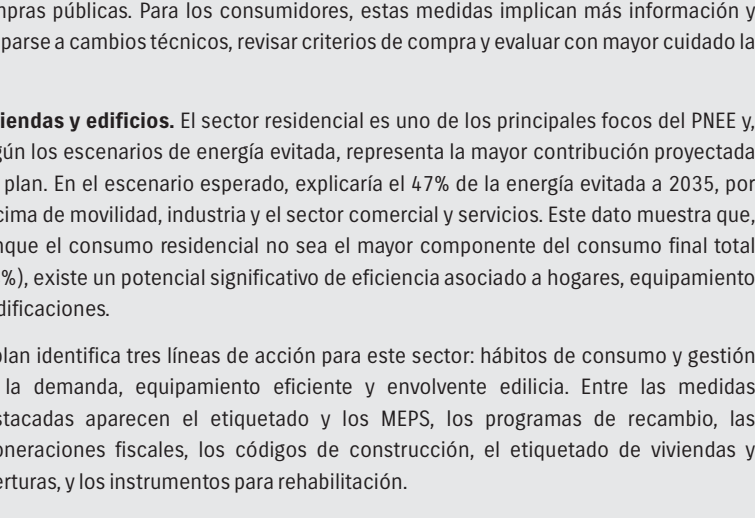 mpras públicas. Para los consumidores, estas medidas implican más información y
parse a cambios técnicos, revisar criterios de compra y evaluar con mayor cuidado la
iendas y edificios. El sector residencial es uno de los principales focos del PNEE y,
gún los escenarios de energía evitada, representa la mayor contribución proyectada
plan. En el escenario esperado, explicaría el 47% de la energía evitada a 2035, por
cima de movilidad, industria y el sector comercial y servicios. Este dato muestra que,
nque el consumo residencial no sea el mayor componente del consumo final total
%), existe un potencial significativo de eficiencia asociado a hogares, equipamiento
dificaciones.
plan identifica tres líneas de acción para este sector: hábitos de consumo y gestión
la demanda, equipamiento eficiente y envolvente edilicia. Entre las medidas
stacadas aparecen el etiquetado y los MEPS, los programas de recambio, las
oneraciones fiscales, los códigos de construcción, el etiquetado de viviendas y
erturas, y los instrumentos para rehabilitación.